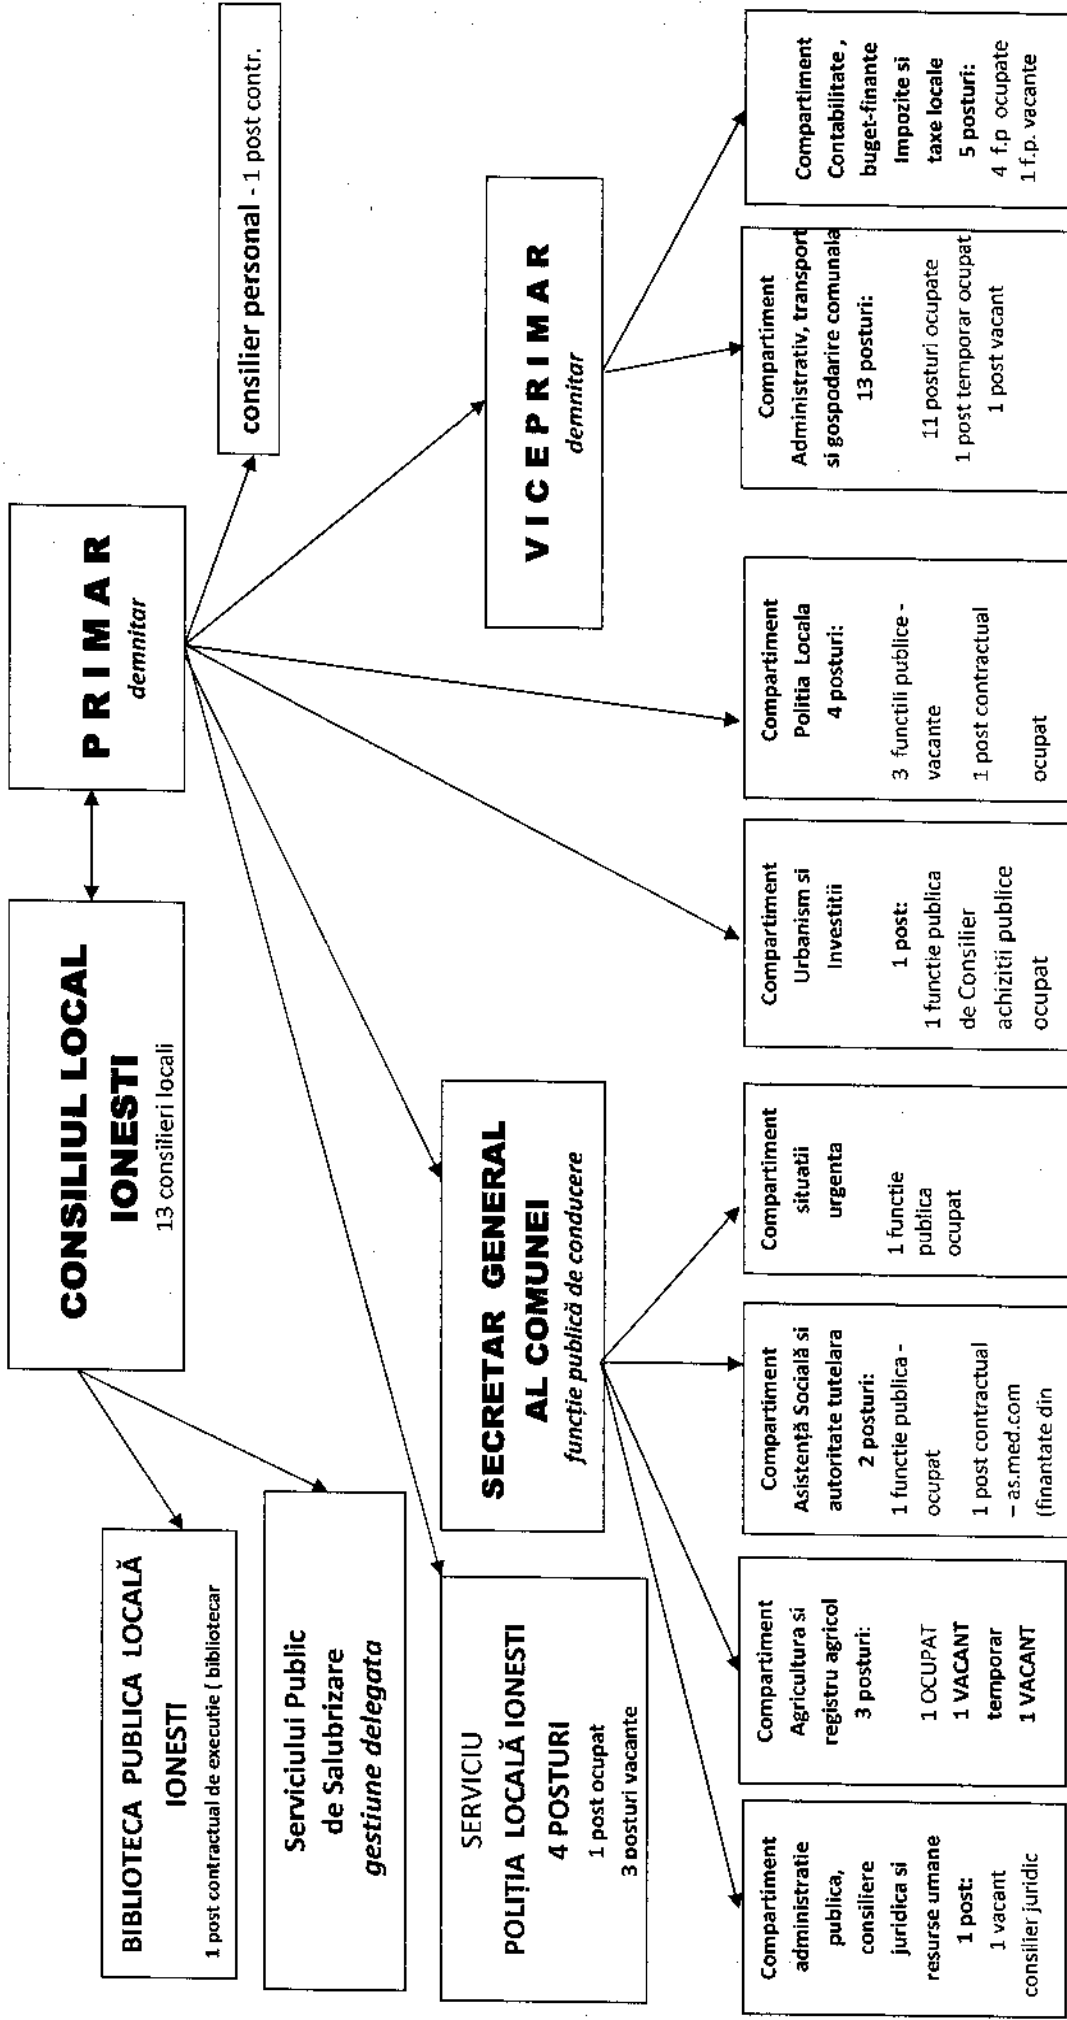 CONSILIUL LOCAL
IONESTI
13 consilieri locali
P R I M A R
demnitar
consilier personal - 1 post contr.
BIBLIOTECA PUBLICA LOCALĂ
IONESTI
1 post contractual de executie ( bibliotecar
Serviciului Public
de Salubrizare
gestiune delegata
SERVICIU
POLIȚIA LOCALĂ IONESTI
4 POSTURI
1 post ocupat
3 posturi vacante
SECRETAR GENERAL
AL COMUNEI
funcție publică de conducere
V I C E P R I M A R
demnitar
Compartiment
administratie
publica,
consiliere
juridica si
resurse umane
1 post:
1 vacant
consilier juridic
Compartiment
Agricultura si
registru agricol
3 posturi:
1 OCUPAT
1 VACANT
temporar
1 VACANT
Compartiment
Asistență Socială si
autoritate tutelara
2 posturi:
1 functie publica -
ocupat
1 post contractual
– as.med.com
(finantate din
Compartiment
situatii
urgenta
1 functie
publica
ocupat
Compartiment
Urbanism si
Investitii
1 post:
1 functie publica
de Consilier
achizitii publice
ocupat
Compartiment
Politia Locala
4 posturi:
3 functili publice -
vacante
1 post contractual
ocupat
Compartiment
Administrativ, transport
si gospodarire comunala
13 posturi:
11 posturi ocupate
1 post temporar ocupat
1 post vacant
Compartiment
Contabilitate ,
buget-finante
Impozite si
taxe locale
5 posturi:
4 f.p ocupate
1 f.p. vacante